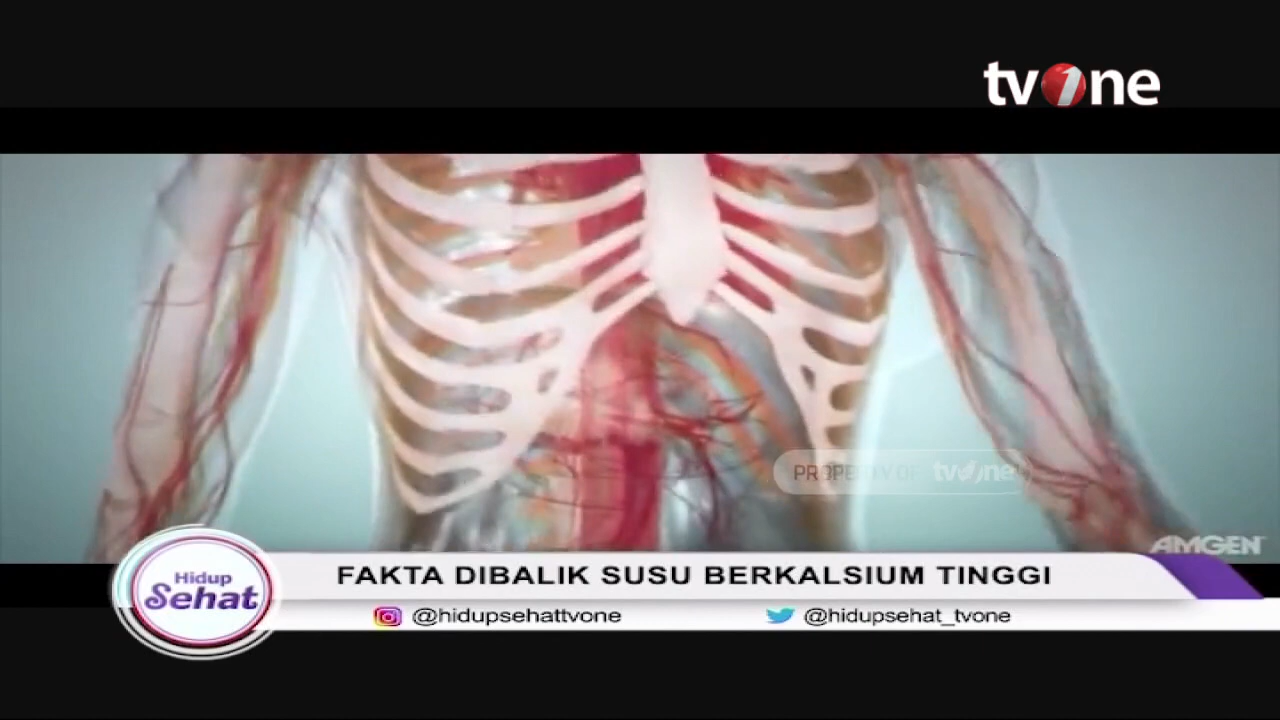 tvOne
PROPERTY OF tvOne
AMGEN
Hidup
Sehat
FAKTA DIBALIK SUSU BERKALSIUM TINGGI
@hidupsehattvone
@hidupsehat_tvone